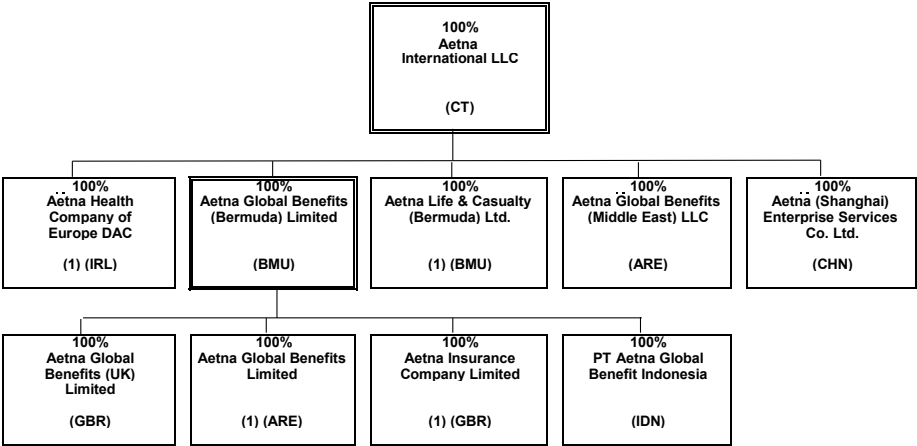 100%
Aetna
International LLC
(CT)
100%
Aetna Health
Company of
Europe DAC
(1) (IRL)
100%
Aetna Global Benefits
(Bermuda) Limited
(BMU)
100%
Aetna Life & Casualty
(Bermuda) Ltd.
(1) (BMU)
100%
Aetna Global Benefits
(Middle East) LLC
(ARE)
100%
Aetna (Shanghai)
Enterprise Services
Co. Ltd.
(CHN)
100%
Aetna Global
Benefits (UK)
Limited
(GBR)
100%
Aetna Global Benefits
Limited
(1) (ARE)
100%
Aetna Insurance
Company Limited
(1) (GBR)
100%
PT Aetna Global
Benefit Indonesia
(IDN)